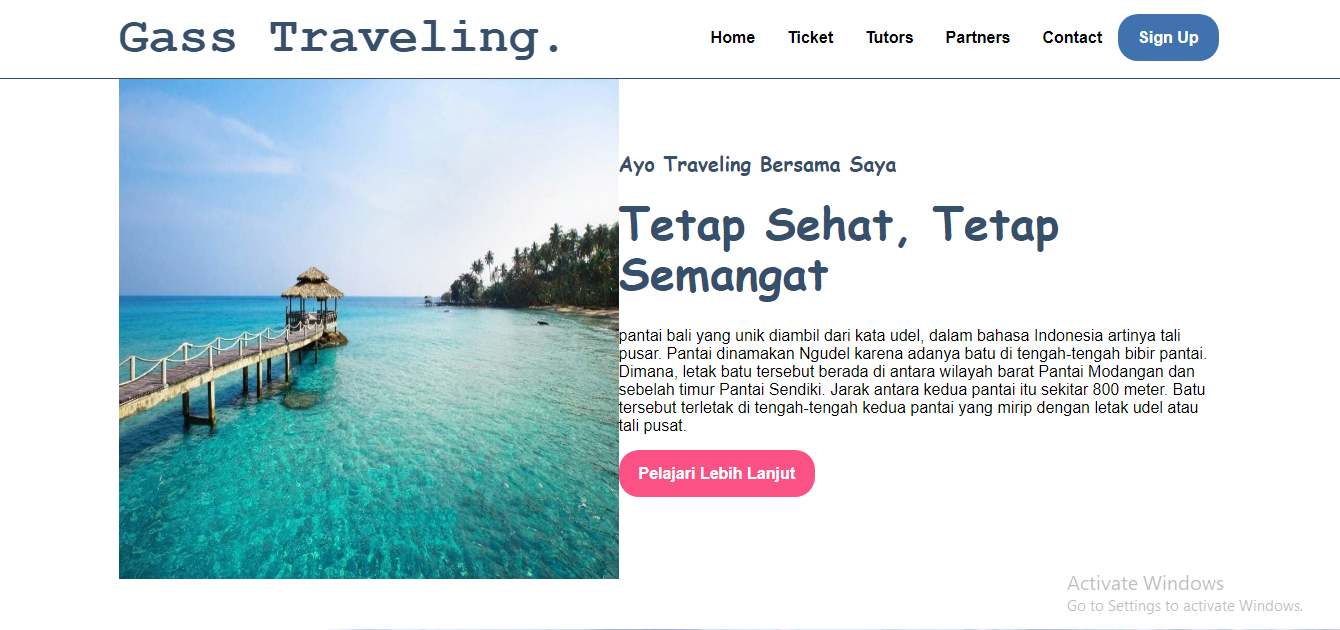 Gass Traveling.
Home Ticket Tutors Partners Contact Sign Up
Ayo Traveling Bersama Saya
Tetap Sehat, Tetap
Semangat
pantai bali yang unik diambil dari kata udel, dalam bahasa Indonesia artinya tali
pusar. Pantai dinamakan Ngudel karena adanya batu di tengah-tengah bibir pantai.
Dimana, letak batu tersebut berada di antara wilayah barat Pantai Modangan dan
sebelah timur Pantai Sendiki. Jarak antara kedua pantai itu sekitar 800 meter. Batu
tersebut terletak di tengah-tengah kedua pantai yang mirip dengan letak udel atau
tali pusat.
Pelajari Lebih Lanjut
Activate Windows
Go to Settings to activate Windows.